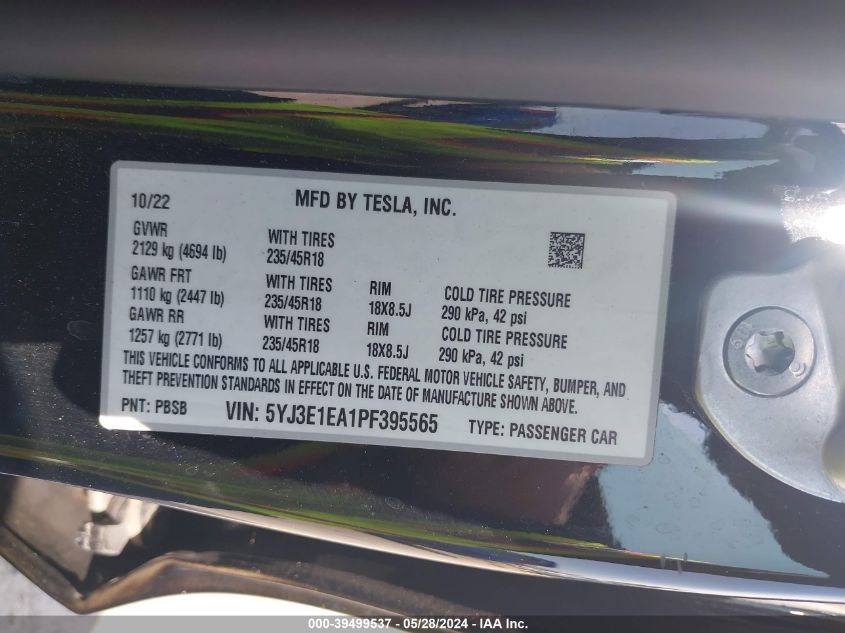 10/22 MFD BY TESLA, INC.
GVWR
2129 kg (4694 lb) WITH TIRES
235/45R18
GAWR FRT WITH TIRES RIM COLD TIRE PRESSURE
1110 kg (2447 lb) 235/45R18 18X8.5J 290 kPa, 42 psi
GAWR RR WITH TIRES RIM COLD TIRE PRESSURE
1257 kg (2771 lb) 235/45R18 18X8.5J 290 kPa, 42 psi
THIS VEHICLE CONFORMS TO ALL APPLICABLE U.S. FEDERAL MOTOR VEHICLE SAFETY, BUMPER, AND
THEFT PREVENTION STANDARDS IN EFFECT ON THE DATE OF MANUFACTURE SHOWN ABOVE.
PNT: PBSB VIN: 5YJ3E1EA1PF395565 TYPE: PASSENGER CAR
000-39499537 - 05/28/2024 - IAA, Inc.